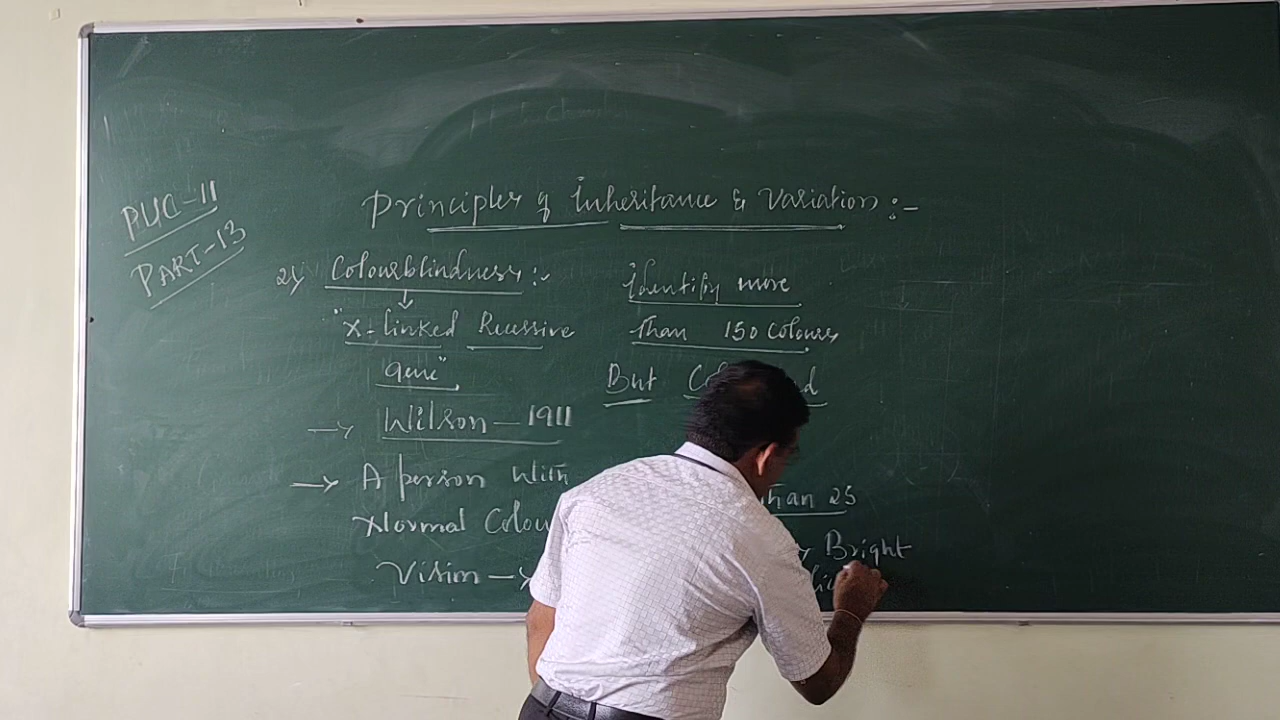 PUC-11
PART-13
Principles of Inheritance & Variation :-
2) Colourblindness :-
"X-linked Recessive
gene"
→ Wilson - 1911
→ A person with
Normal Colou
Vision →
identify more
than 150 colours
But
than 25
Bright